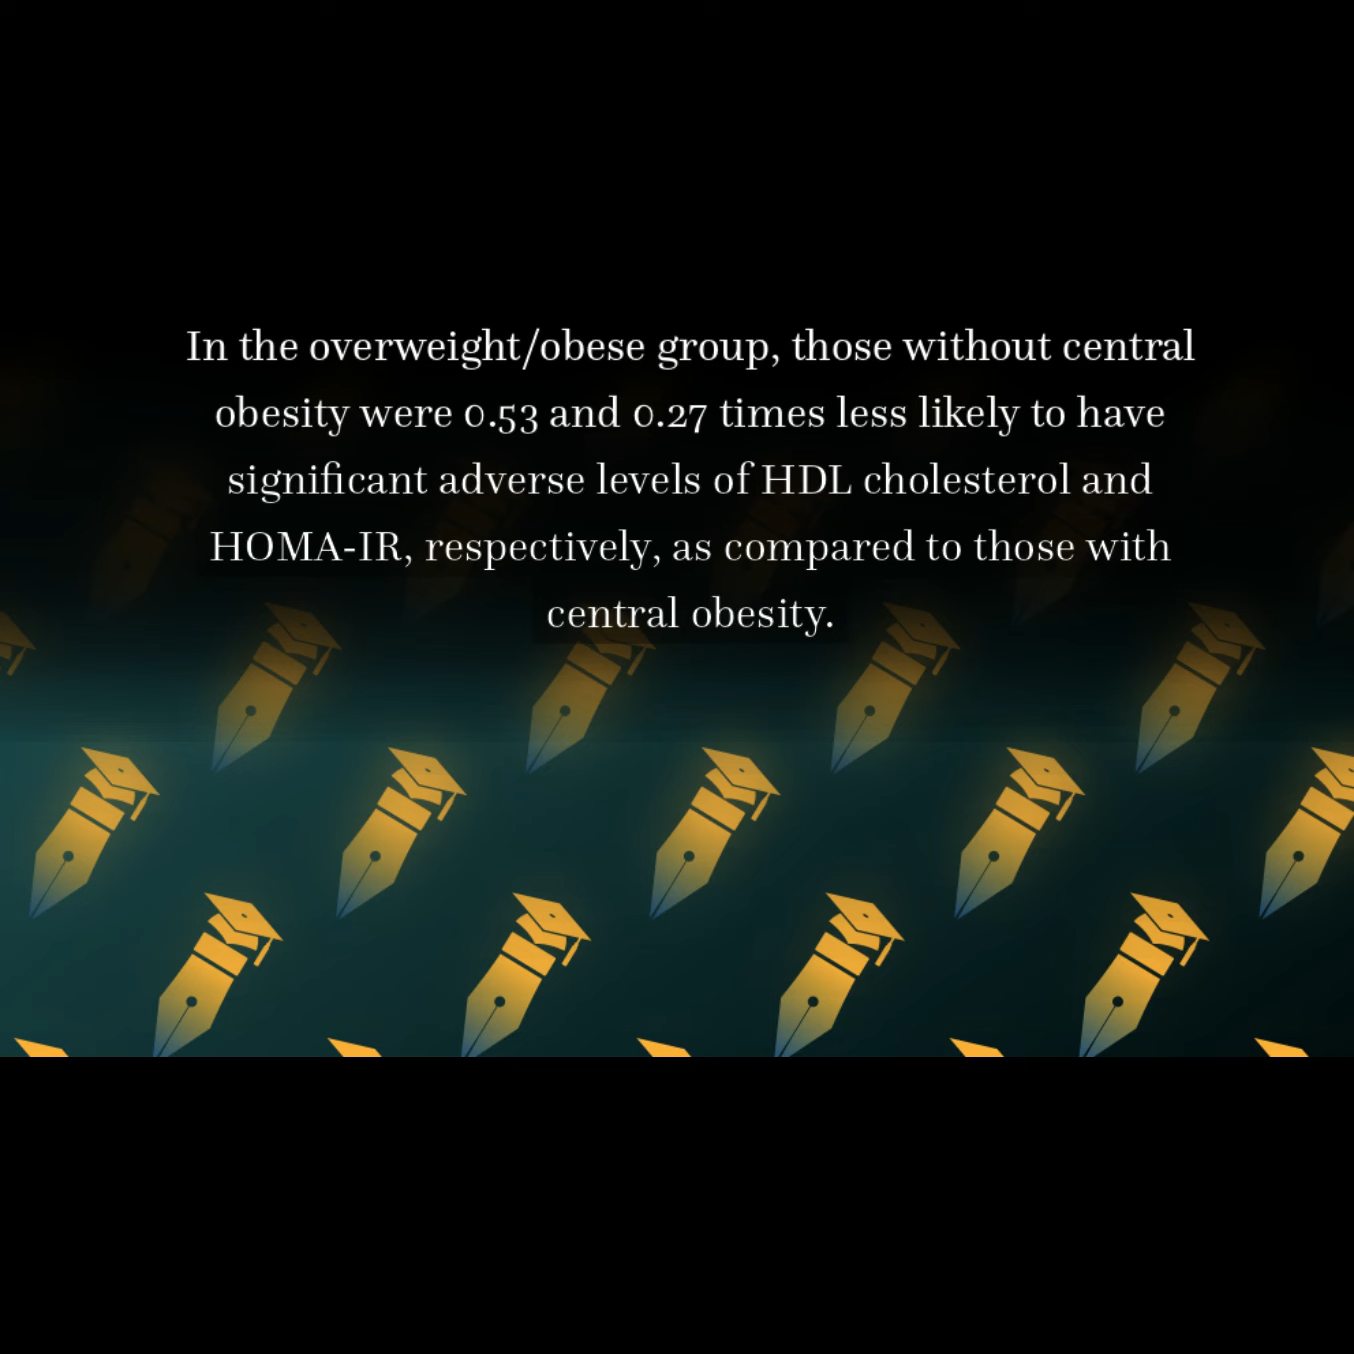 In the overweight/obese group, those without central
obesity were 0.53 and 0.27 times less likely to have
significant adverse levels of HDL cholesterol and
HOMA-IR, respectively, as compared to those with
central obesity.